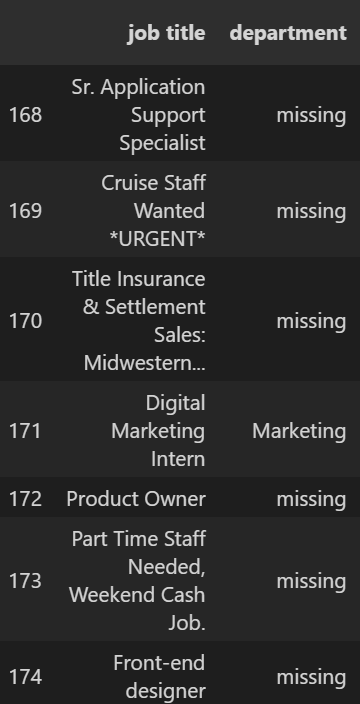 job title department
Sr. Application
Support
Specialist
168 missing
Cruise Staff
Wanted
*URGENT*
169 missing
Title Insurance
& Settlement
Sales:
Midwestern...
170 missing
Digital
Marketing
Intern
171 Marketing
172 Product Owner missing
Part Time Staff
Needed,
Weekend Cash
Job.
173 missing
Front-end
designer
174 missing